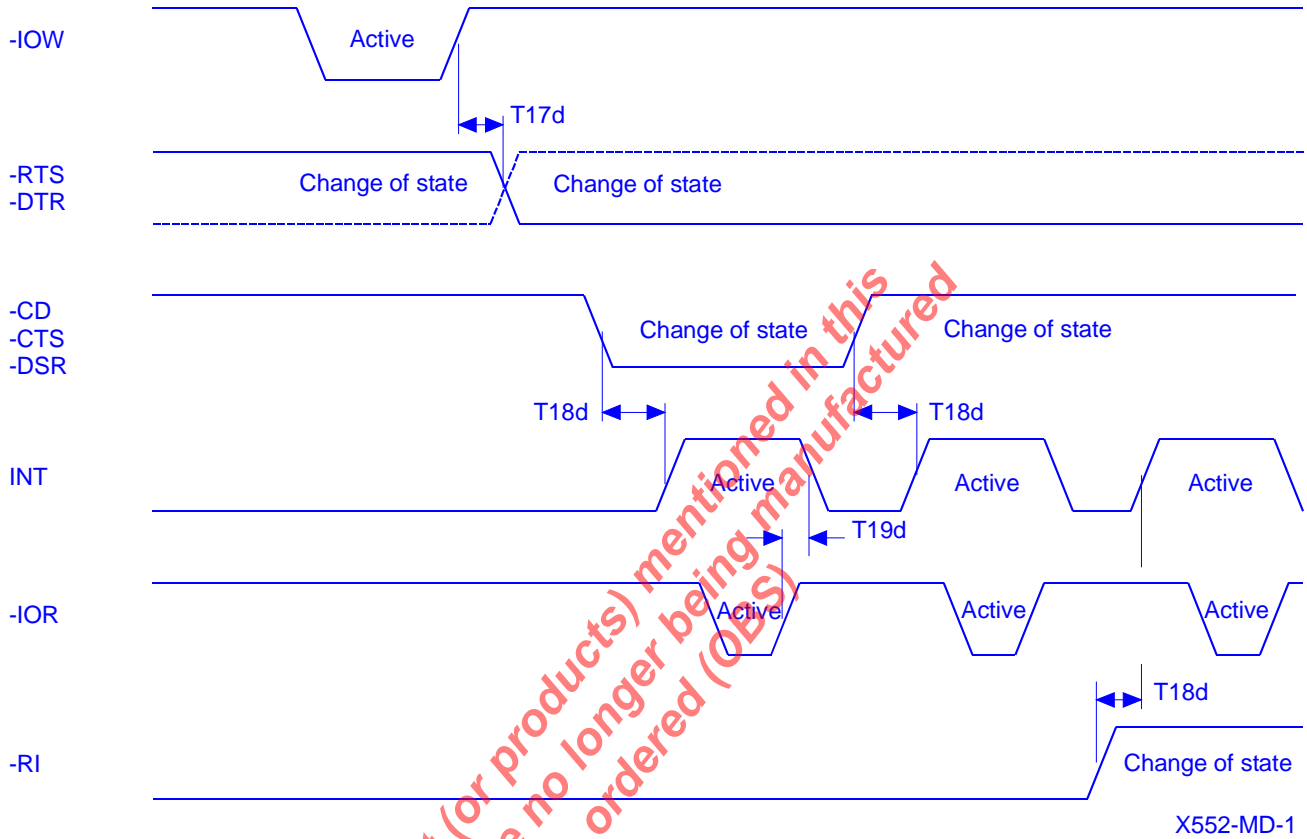 -IOW
Active
T17d
-RTS
-DTR
Change of state
Change of state
-CD
-CTS
-DSR
Change of state
Change of state
T18d
T18d
INT
Active
Active
Active
T19d
-IOR
Active
Active
Active
Active
T18d
-RI
Change of state
X552-MD-1
(or products) mentioned in this
no longer being manufactured
ordered (OBS)